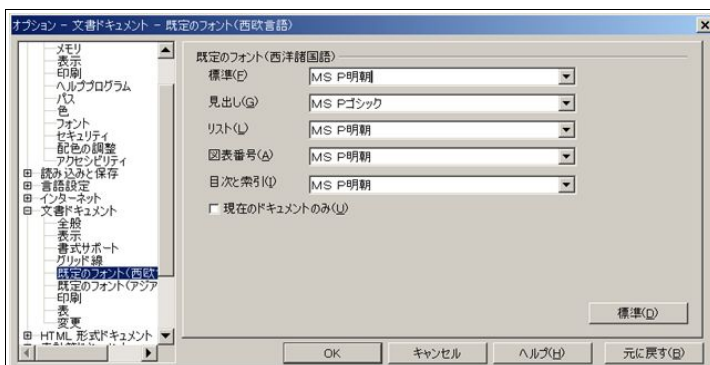 オプション - 文書ドキュメント - 既定のフォント(西欧言語)
メモリ
表示
印刷
ヘルププログラム
パス
色
フォント
セキュリティ
配色の調整
アクセシビリティ
読み込みと保存
言語設定
インターネット
文書ドキュメント
全般
表示
書式サポート
グリッド線
既定のフォント(西欧
既定のフォント(アジア
印刷
表
変更
HTML 形式ドキュメント
既定のフォント(西洋諸国語)
標準(F) MS P明朝
見出し(G) MS Pゴシック
リスト(L) MS P明朝
図表番号(A) MS P明朝
目次と索引(I) MS P明朝
現在のドキュメントのみ(U)
標準(D)
OK キャンセル ヘルプ(H) 元に戻す(B)